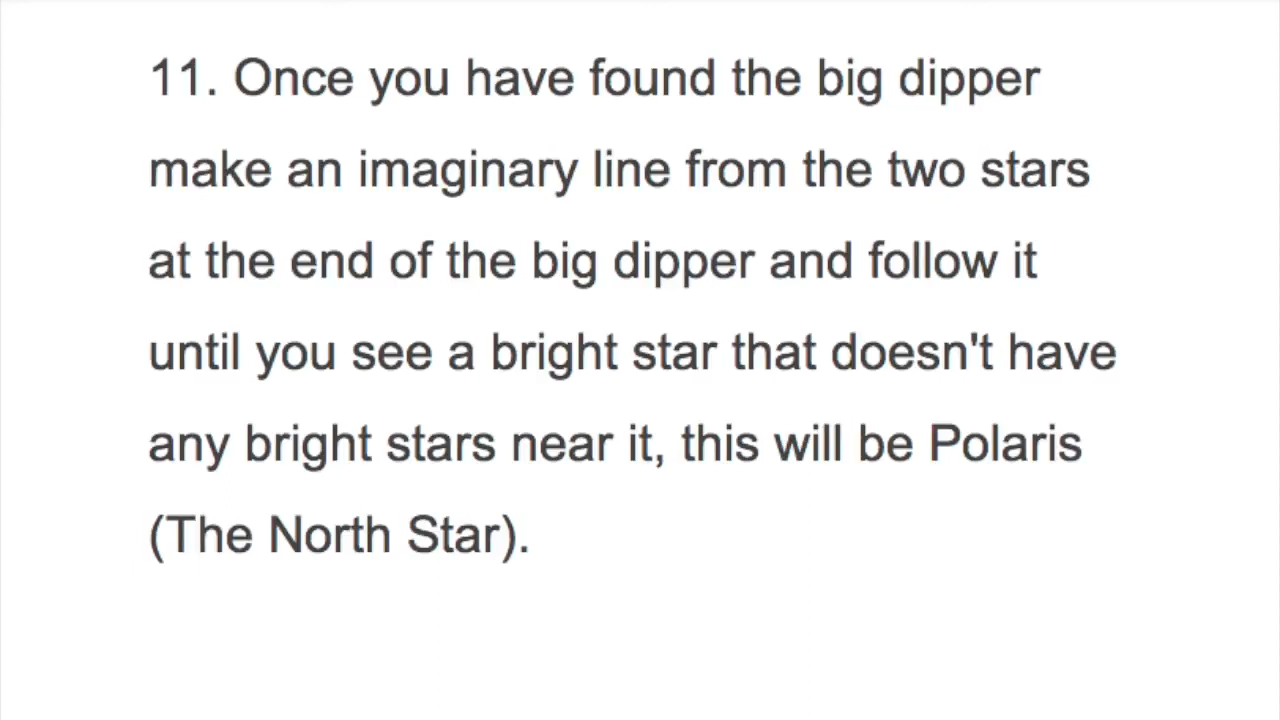 11. Once you have found the big dipper
make an imaginary line from the two stars
at the end of the big dipper and follow it
until you see a bright star that doesn't have
any bright stars near it, this will be Polaris
(The North Star).